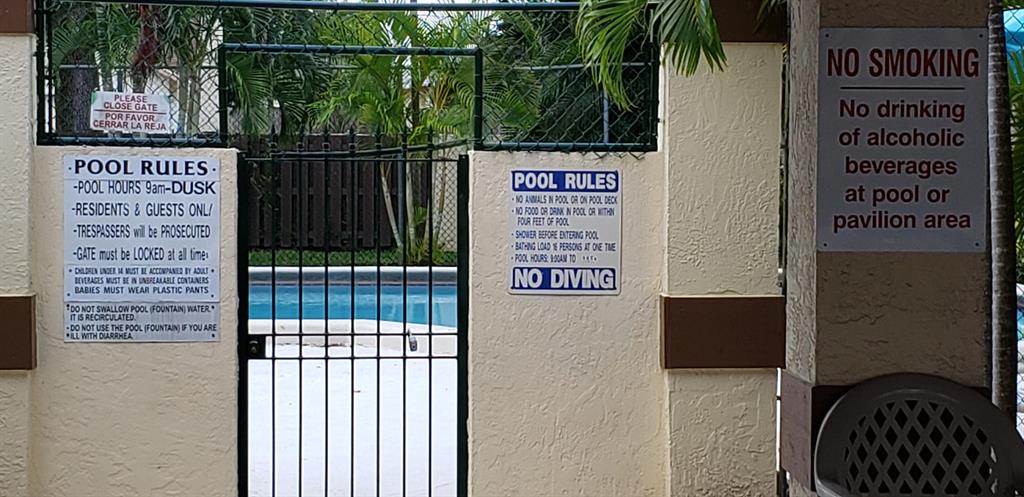 PLEASE
CLOSE GATE
POR FAVOR
CERRAR LA REJA
POOL RULES
-POOL HOURS 9am-DUSK
-RESIDENTS & GUESTS ONLY
-TRESPASSERS will be PROSECUTED
-GATE must be LOCKED at all times
• CHILDREN UNDER 14 MUST BE ACCOMPANIED BY ADULT
BEVERAGES MUST BE IN UNBREAKABLE CONTAINERS
BABIES MUST WEAR PLASTIC PANTS
DO NOT SWALLOW POOL (FOUNTAIN) WATER.
IT IS RECIRCULATED.
DO NOT USE THE POOL (FOUNTAIN) IF YOU ARE
ILL WITH DIARRHEA.
POOL RULES
• NO ANIMALS IN POOL OR ON POOL DECK
• NO FOOD OR DRINK IN POOL OR WITHIN
FOUR FEET OF POOL
• SHOWER BEFORE ENTERING POOL
• BATHING LOAD 16 PERSONS AT ONE TIME
• POOL HOURS: 9:00AM TO
NO DIVING
NO SMOKING
No drinking
of alcoholic
beverages
at pool or
pavilion area